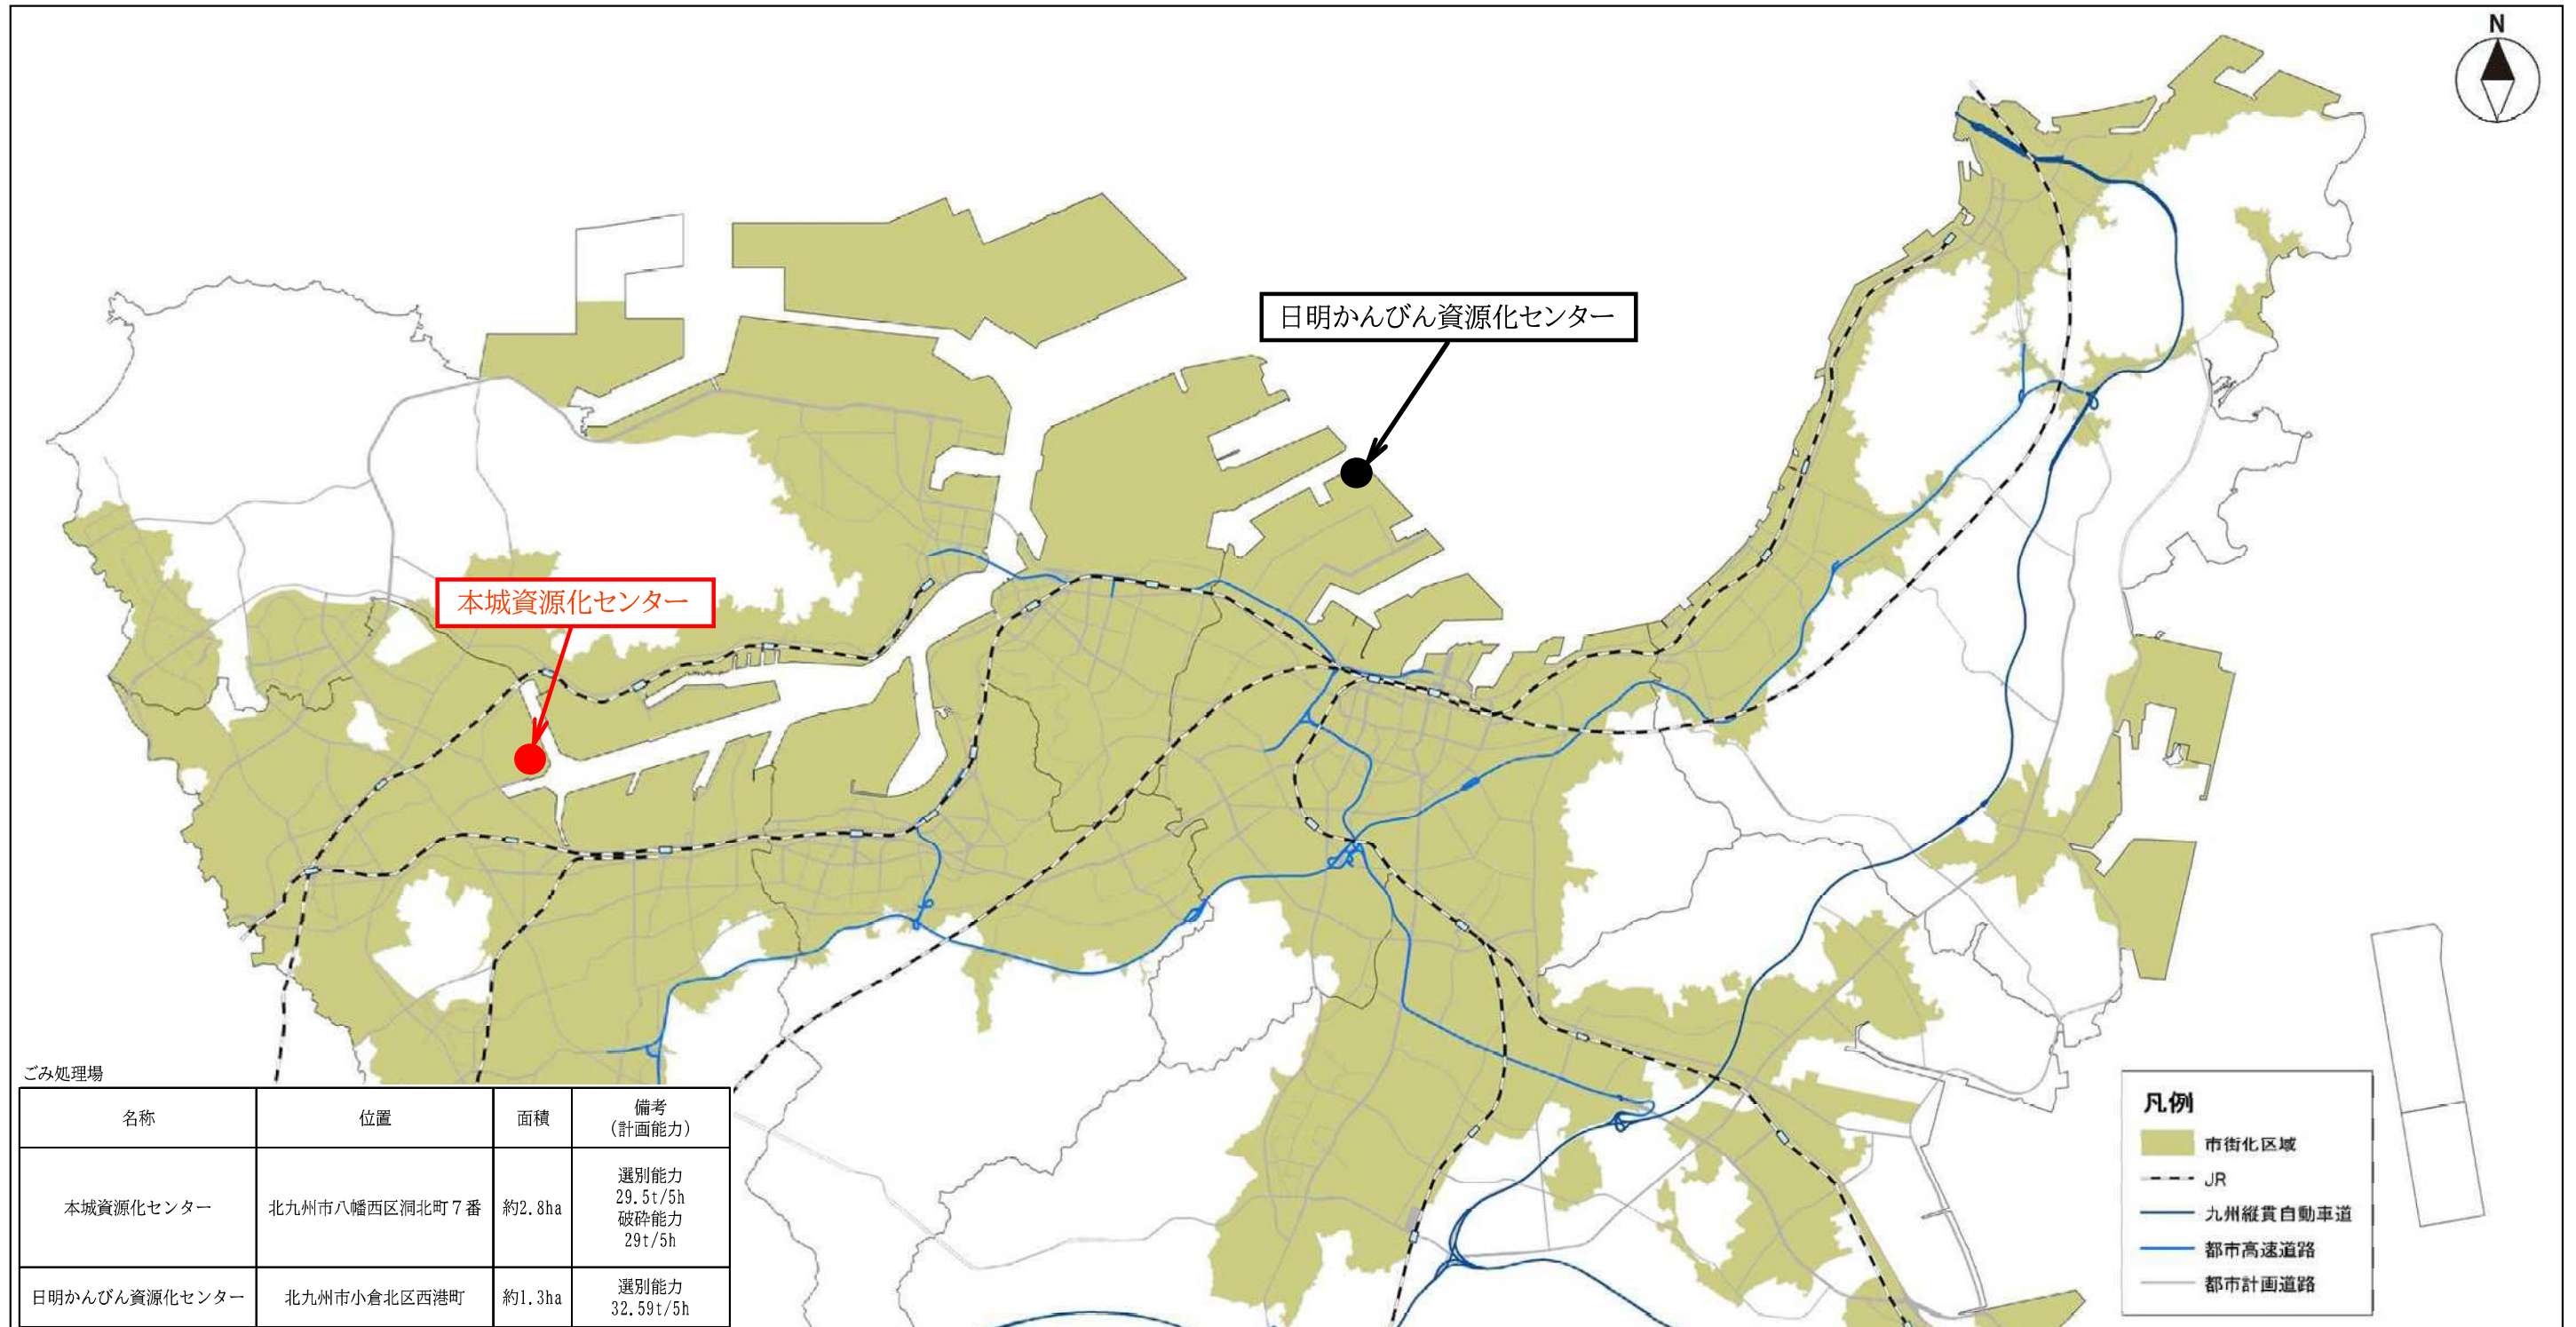 N
日明かんびん資源化センター
本城資源化センター
ごみ処理場
名称
位置
面積
備考
(計画能力)
本城資源化センター
北九州市八幡西区洞北町７番
約2.8ha
選別能力
29.5t/5h
破砕能力
29t/5h
日明かんびん資源化センター
北九州市小倉北区西港町
約1.3ha
選別能力
32.59t/5h
凡例
市街化区域
JR
九州縦貫自動車道
都市高速道路
都市計画道路